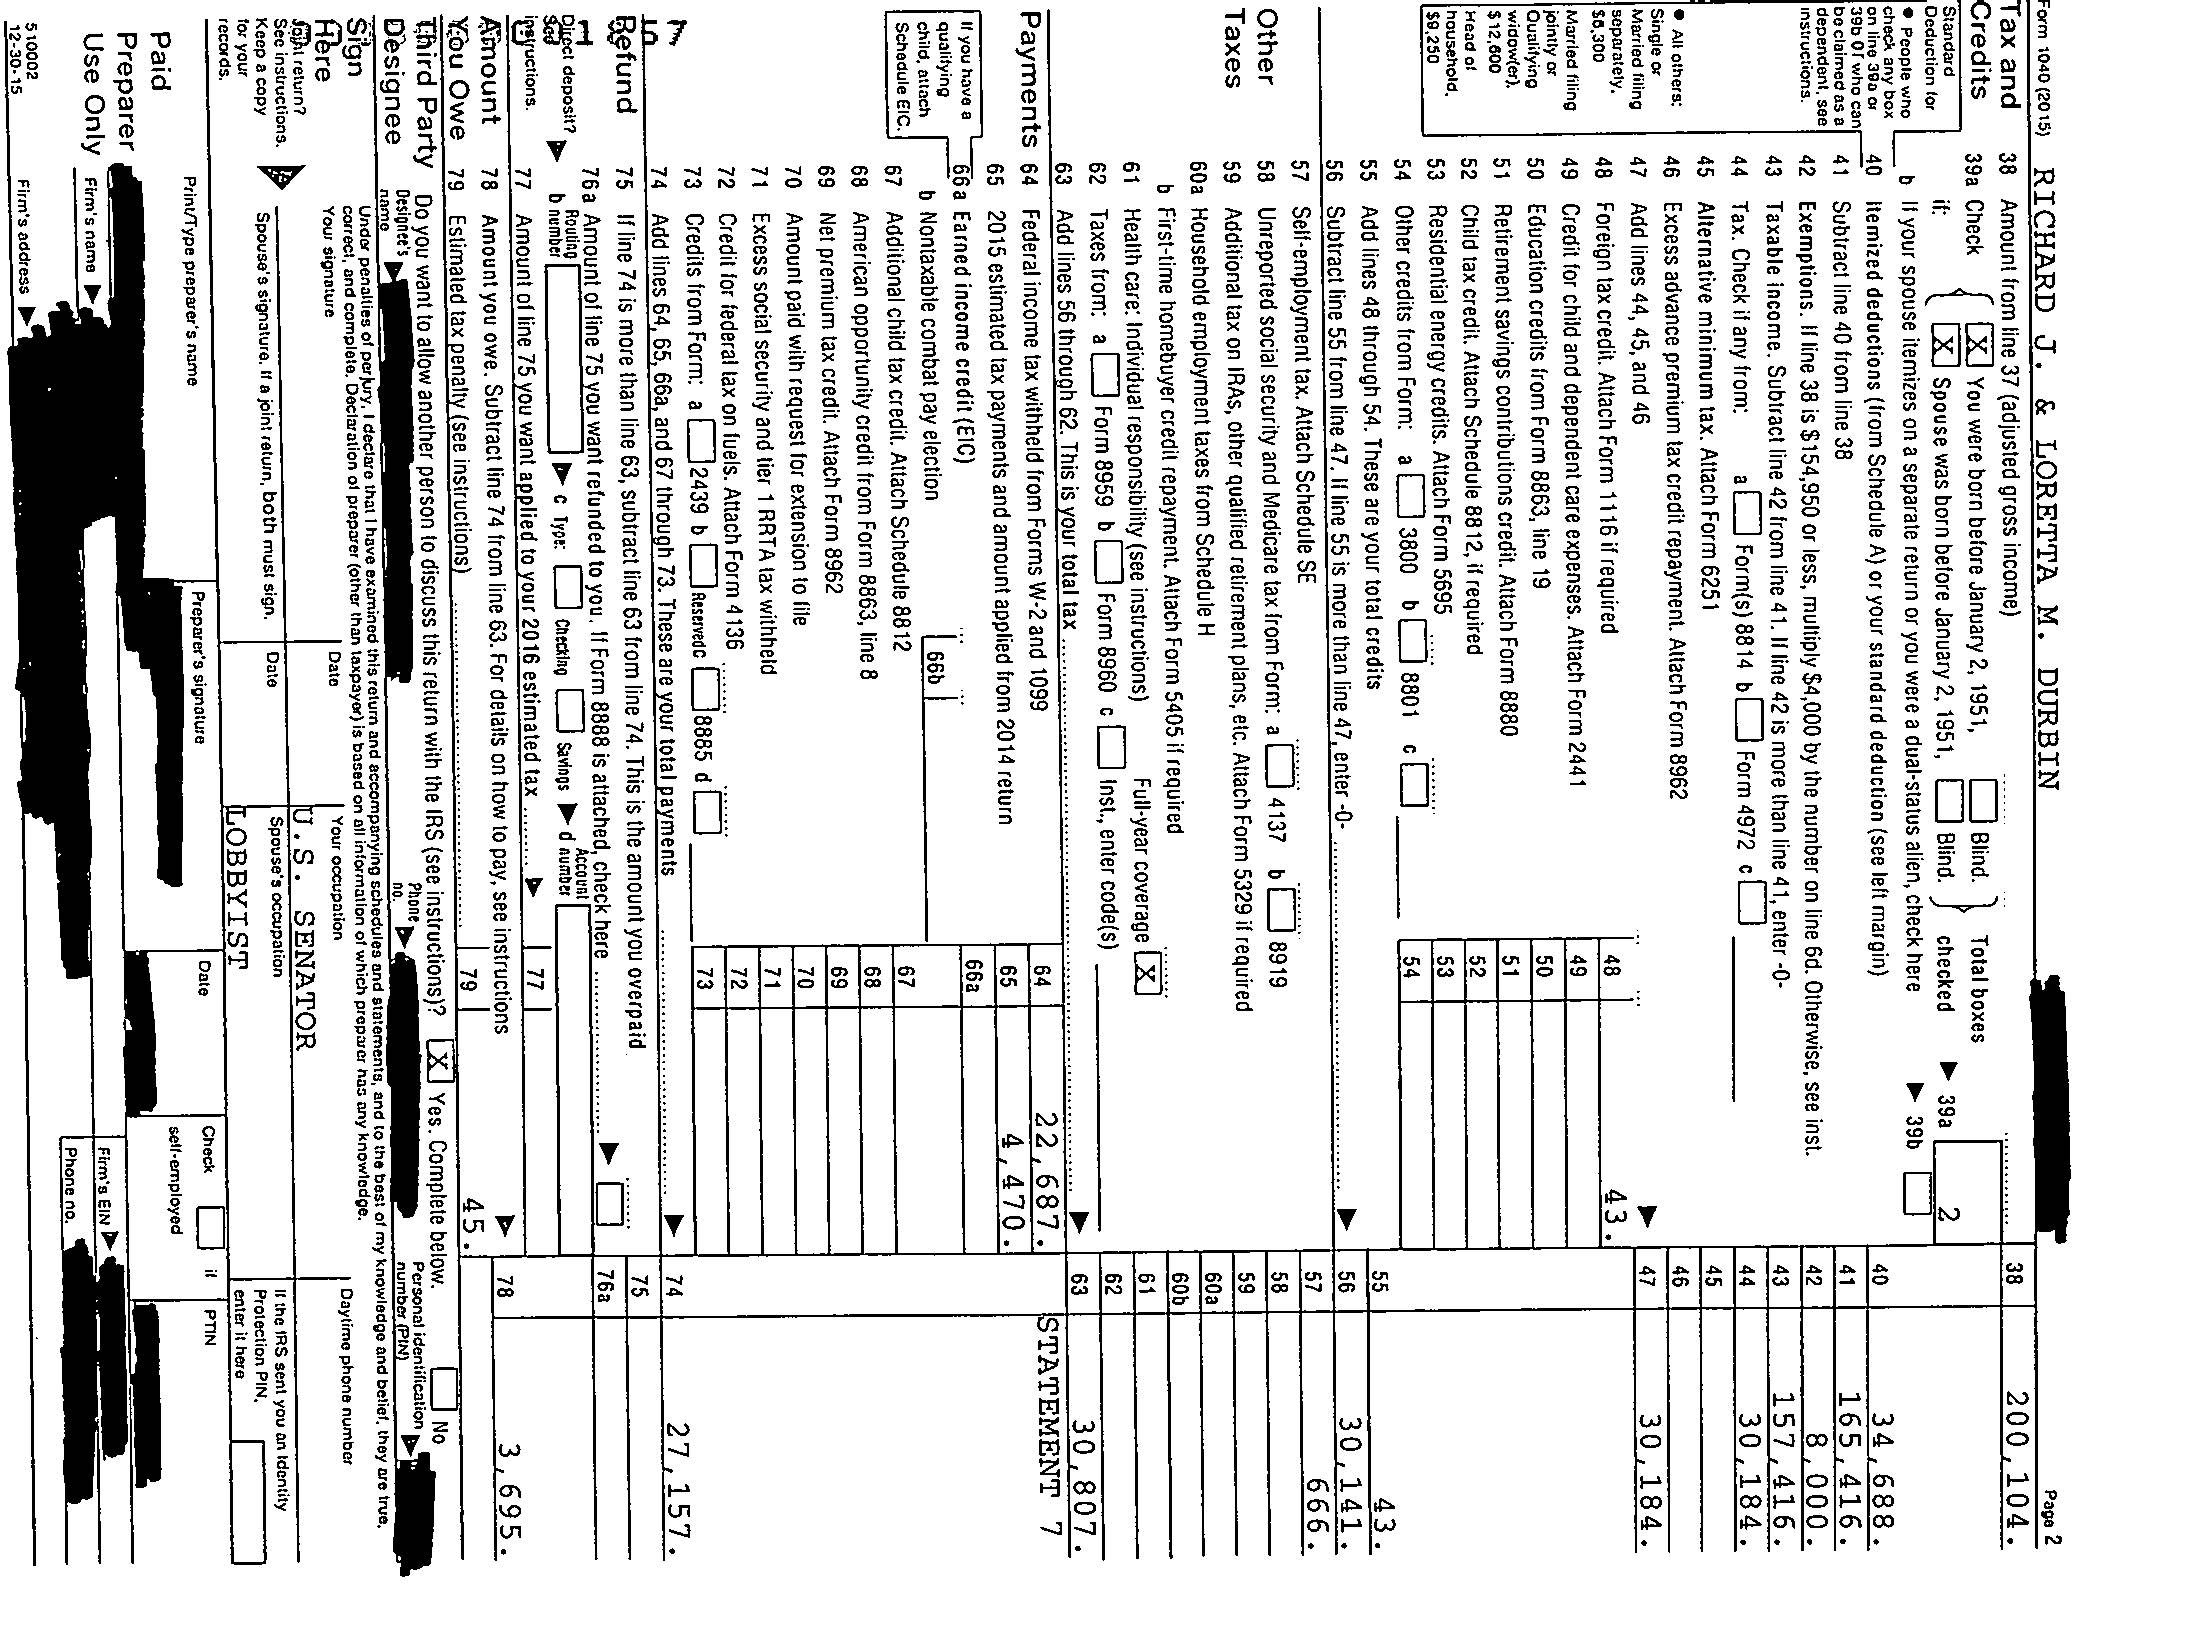 Form 1040 (2015) RICHARD J. & LORETTA M. DURBIN Page 2
Tax and Credits
38 Amount from line 37 (adjusted gross income) 38 200,104.
39a Check if: { [X] You were born before January 2, 1951, Blind. } Total boxes
[X] Spouse was born before January 2, 1951, Blind. checked ▶ 39a 2
b If your spouse itemizes on a separate return or you were a dual-status alien, check here ▶ 39b
Standard
Deduction for
● People who
check any box
on line 39a or
39b or who can
be claimed as a
dependent, see
instructions.
● All others:
Single or
Married filing
separately,
$6,300
Married filing
jointly or
Qualifying
widow(er),
$12,600
Head of
household,
$9,250
40 Itemized deductions (from Schedule A) or your standard deduction (see left margin) 40 34,688.
41 Subtract line 40 from line 38 41 165,416.
42 Exemptions. If line 38 is $154,950 or less, multiply $4,000 by the number on line 6d. Otherwise, see inst. 42 8,000.
43 Taxable income. Subtract line 42 from line 41. If line 42 is more than line 41, enter -0- 43 157,416.
44 Tax. Check if any from: a Form(s) 8814 b Form 4972 c 44 30,184.
45 Alternative minimum tax. Attach Form 6251 45
46 Excess advance premium tax credit repayment. Attach Form 8962 46
47 Add lines 44, 45, and 46 ▶ 47 30,184.
48 Foreign tax credit. Attach Form 1116 if required 48 43.
49 Credit for child and dependent care expenses. Attach Form 2441 49
50 Education credits from Form 8863, line 19 50
51 Retirement savings contributions credit. Attach Form 8880 51
52 Child tax credit. Attach Schedule 8812, if required 52
53 Residential energy credits. Attach Form 5695 53
54 Other credits from Form: a 3800 b 8801 c 54
55 Add lines 48 through 54. These are your total credits 55 43.
56 Subtract line 55 from line 47. If line 55 is more than line 47, enter -0- ▶ 56 30,141.
Other Taxes
57 Self-employment tax. Attach Schedule SE 57 666.
58 Unreported social security and Medicare tax from Form: a 4137 b 8919 58
59 Additional tax on IRAs, other qualified retirement plans, etc. Attach Form 5329 if required 59
60a Household employment taxes from Schedule H 60a
b First-time homebuyer credit repayment. Attach Form 5405 if required 60b
61 Health care: Individual responsibility (see instructions) Full-year coverage [X] 61
62 Taxes from: a Form 8959 b Form 8960 c Inst., enter code(s) 62
63 Add lines 56 through 62. This is your total tax ▶ 63 30,807.
Payments
64 Federal income tax withheld from Forms W-2 and 1099 64 22,687. STATEMENT 7
65 2015 estimated tax payments and amount applied from 2014 return 65 4,470.
If you have a
qualifying
child, attach
Schedule EIC.
66a Earned income credit (EIC) 66a
b Nontaxable combat pay election 66b
67 Additional child tax credit. Attach Schedule 8812 67
68 American opportunity credit from Form 8863, line 8 68
69 Net premium tax credit. Attach Form 8962 69
70 Amount paid with request for extension to file 70
71 Excess social security and tier 1 RRTA tax withheld 71
72 Credit for federal tax on fuels. Attach Form 4136 72
73 Credits from Form: a 2439 b Reserved c 8885 d 73
74 Add lines 64, 65, 66a, and 67 through 73. These are your total payments ▶ 74 27,157.
Refund
75 If line 74 is more than line 63, subtract line 63 from line 74. This is the amount you overpaid 75
76a Amount of line 75 you want refunded to you. If Form 8888 is attached, check here ▶ 76a
Direct deposit?
See
instructions.
▶ b Routing number ▶ c Type: Checking Savings ▶ d Account number
77 Amount of line 75 you want applied to your 2016 estimated tax ▶ 77
Amount You Owe
78 Amount you owe. Subtract line 74 from line 63. For details on how to pay, see instructions ▶ 78 3,695.
79 Estimated tax penalty (see instructions) 79 45.
Third Party Designee
Do you want to allow another person to discuss this return with the IRS (see instructions)? [X] Yes. Complete below. No
Designee's name ▶ Phone no. ▶ Personal identification number (PIN) ▶
Sign Here
Under penalties of perjury, I declare that I have examined this return and accompanying schedules and statements, and to the best of my knowledge and belief, they are true,
correct, and complete. Declaration of preparer (other than taxpayer) is based on all information of which preparer has any knowledge.
Joint return?
See instructions.
Keep a copy
for your
records.
Your signature Date Your occupation Daytime phone number
U.S. SENATOR
Spouse's signature. If a joint return, both must sign. Date Spouse's occupation If the IRS sent you an Identity Protection PIN, enter it here
LOBBYIST
Paid Preparer Use Only
Print/Type preparer's name Preparer's signature Date Check if self-employed PTIN
Firm's name ▶ Firm's EIN ▶
Phone no.
Firm's address ▶
510002
12-30-15